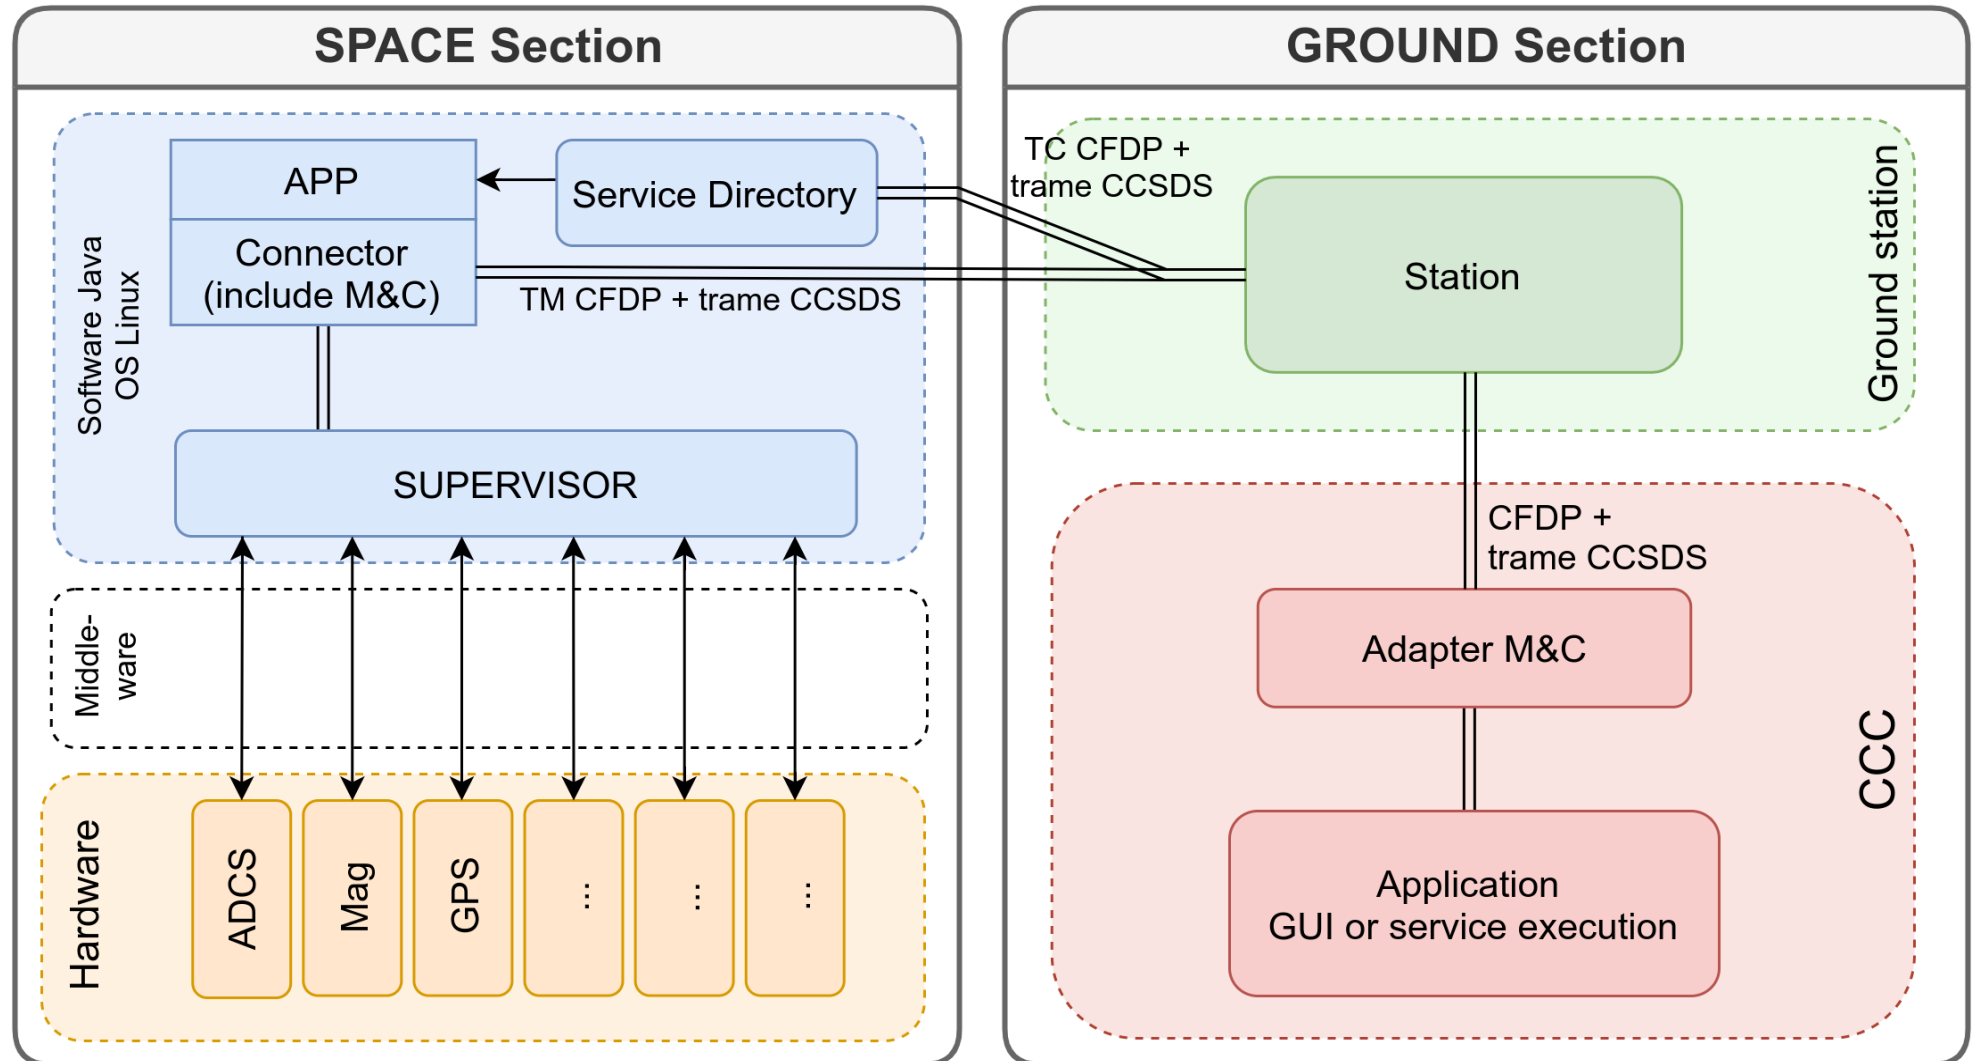 SPACE Section
Software Java
OS Linux
APP
Connector
(include M&C)
Service Directory
TM CFDP + trame CCSDS
SUPERVISOR
Middle-
ware
Hardware
ADCS
Mag
GPS
...
...
...
GROUND Section
TC CFDP +
trame CCSDS
Station
Ground station
CFDP +
trame CCSDS
Adapter M&C
CCC
Application
GUI or service execution